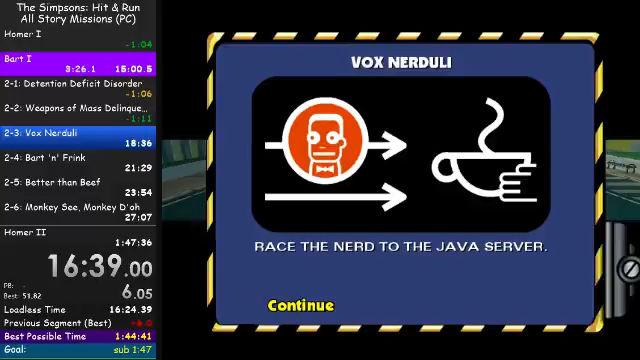 The Simpsons: Hit & Run
All Story Missions (PC)
Homer I
-1:04
Bart I
3:26.1 15:00.5
2-1: Detention Deficit Disorder
-1:06
2-2: Weapons of Mass Delinque...
-1:11
2-3: Vox Nerduli
18:36
2-4: Bart 'n' Frink
21:29
2-5: Better than Beef
23:54
2-6: Monkey See, Monkey D'oh
27:07
Homer II
1:47:36
16:39.00
PB: -
Best: 51.82
6.05
Loadless Time 16:24.39
Previous Segment (Best)
Best Possible Time 1:44:41
Goal: sub 1:47
VOX NERDULI
RACE THE NERD TO THE JAVA SERVER.
Continue